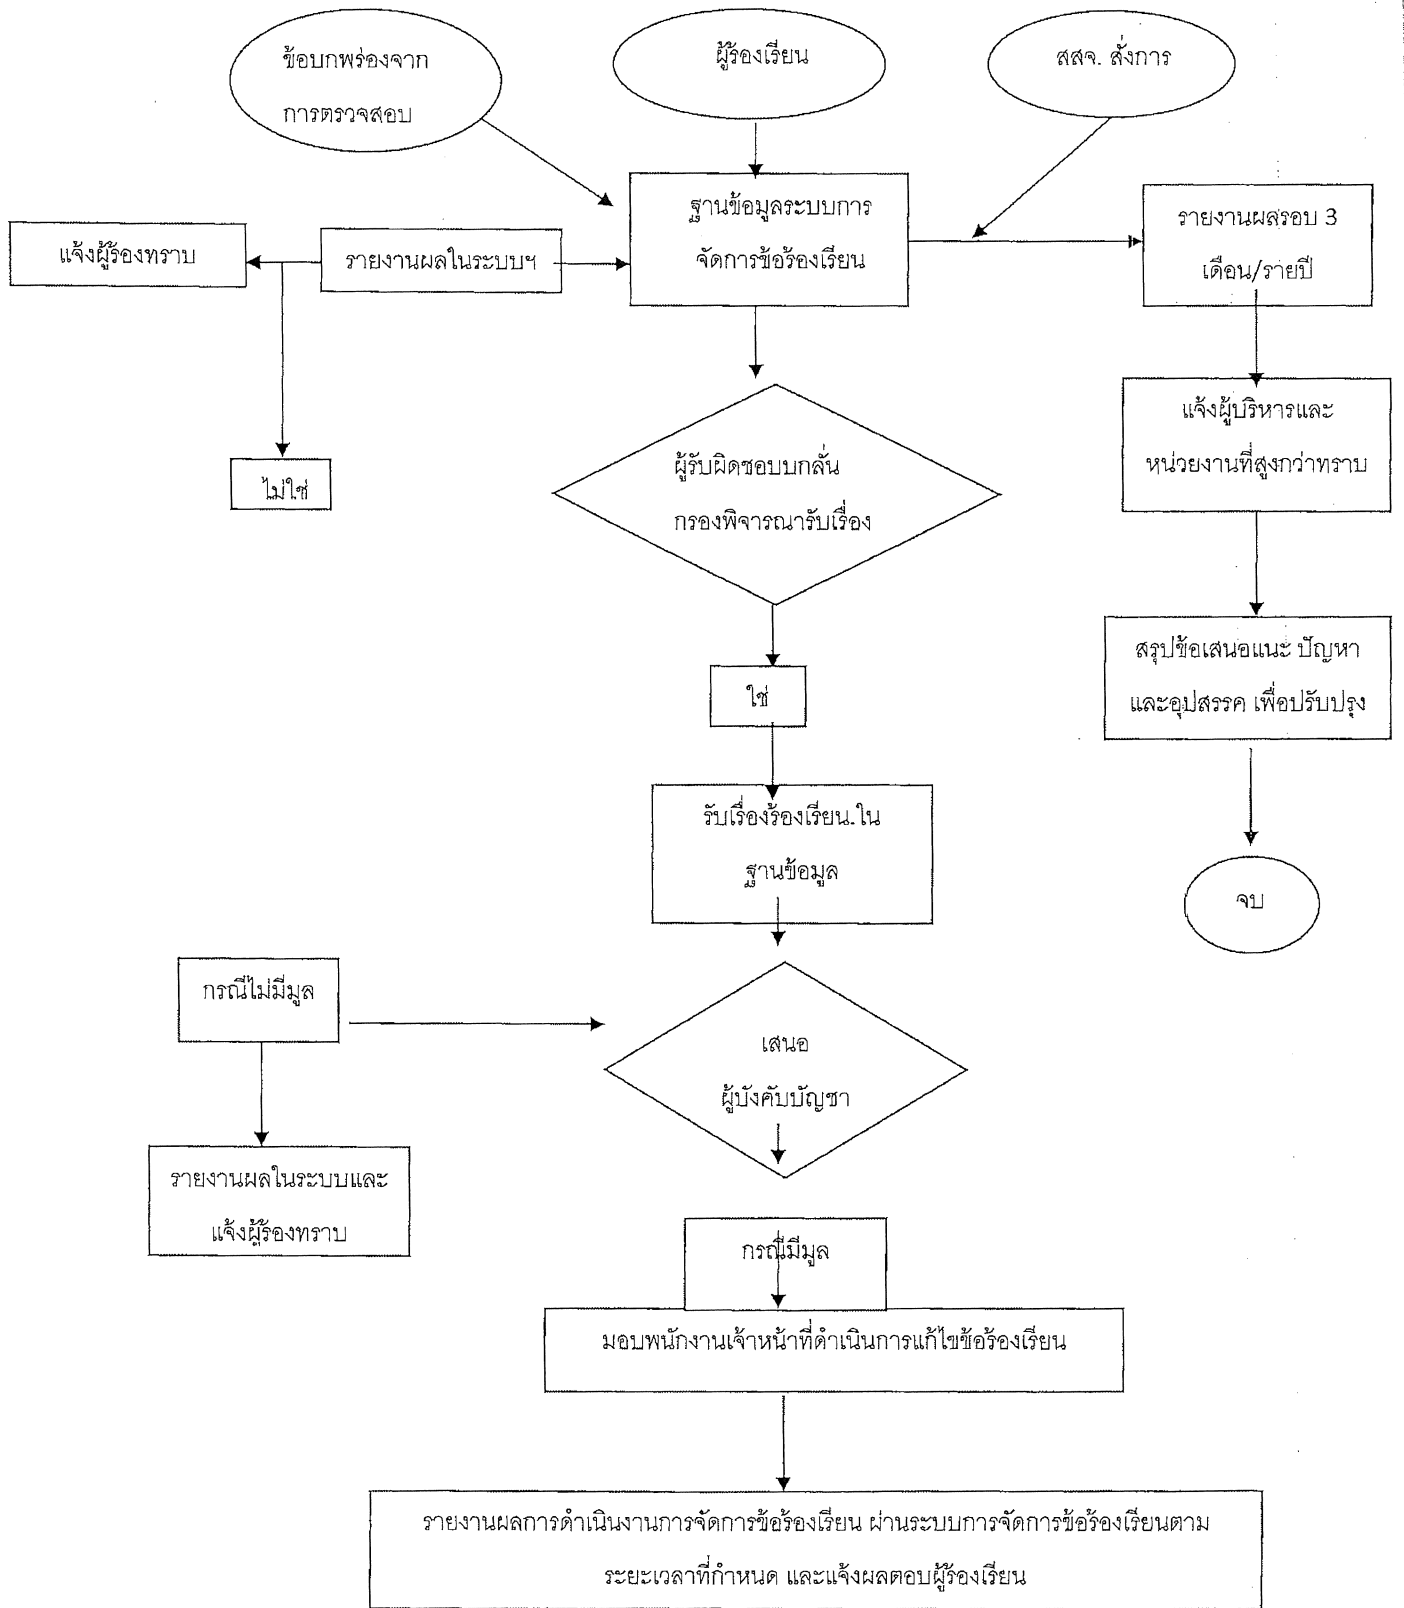 ข้อบกพร่องจาก
การตรวจสอบ
ผู้ร้องเรียน
สสจ. สั่งการ
แจ้งผู้ร้องทราบ
รายงานผลในระบบฯ
ฐานข้อมูลระบบการ
จัดการข้อร้องเรียน
รายงานผลรอบ 3
เดือน/รายปี
ไม่ใช่
ผู้รับผิดชอบบกลั่น
กรองพิจารณารับเรื่อง
แจ้งผู้บริหารและ
หน่วยงานที่สูงกว่าทราบ
ใช่
สรุปข้อเสนอแนะ ปัญหา
และอุปสรรค เพื่อปรับปรุง
รับเรื่องร้องเรียน.ใน
ฐานข้อมูล
จบ
กรณีไม่มีมูล
เสนอ
ผู้บังคับบัญชา
รายงานผลในระบบและ
แจ้งผู้ร้องทราบ
กรณีมีมูล
มอบพนักงานเจ้าหน้าที่ดำเนินการแก้ไขข้อร้องเรียน
รายงานผลการดำเนินงานการจัดการข้อร้องเรียน ผ่านระบบการจัดการข้อร้องเรียนตาม
ระยะเวลาที่กำหนด และแจ้งผลตอบผู้ร้องเรียน